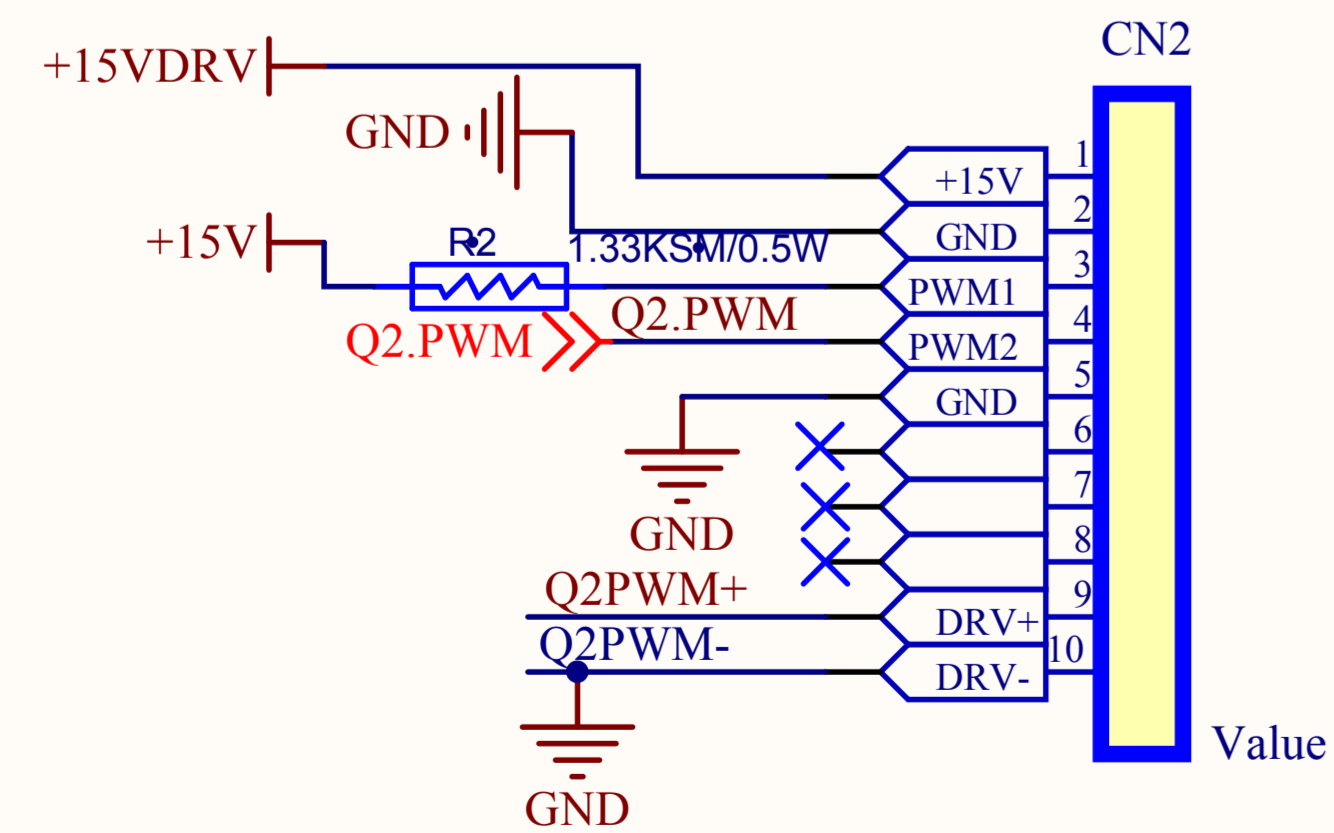 CN2
+15VDRV
GND
1
+15V
2
+15V
R2
1.33KSM/0.5W
GND
3
PWM1
Q2.PWM
Q2.PWM
4
PWM2
5
GND
6
GND
7
8
Q2PWM+
9
DRV+
Q2PWM-
10
DRV-
Value
GND